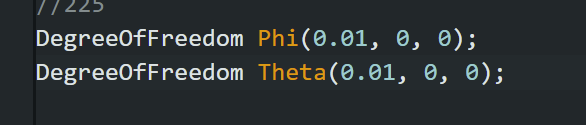 //225
DegreeOfFreedom Phi(0.01, 0, 0);
DegreeOfFreedom Theta(0.01, 0, 0);